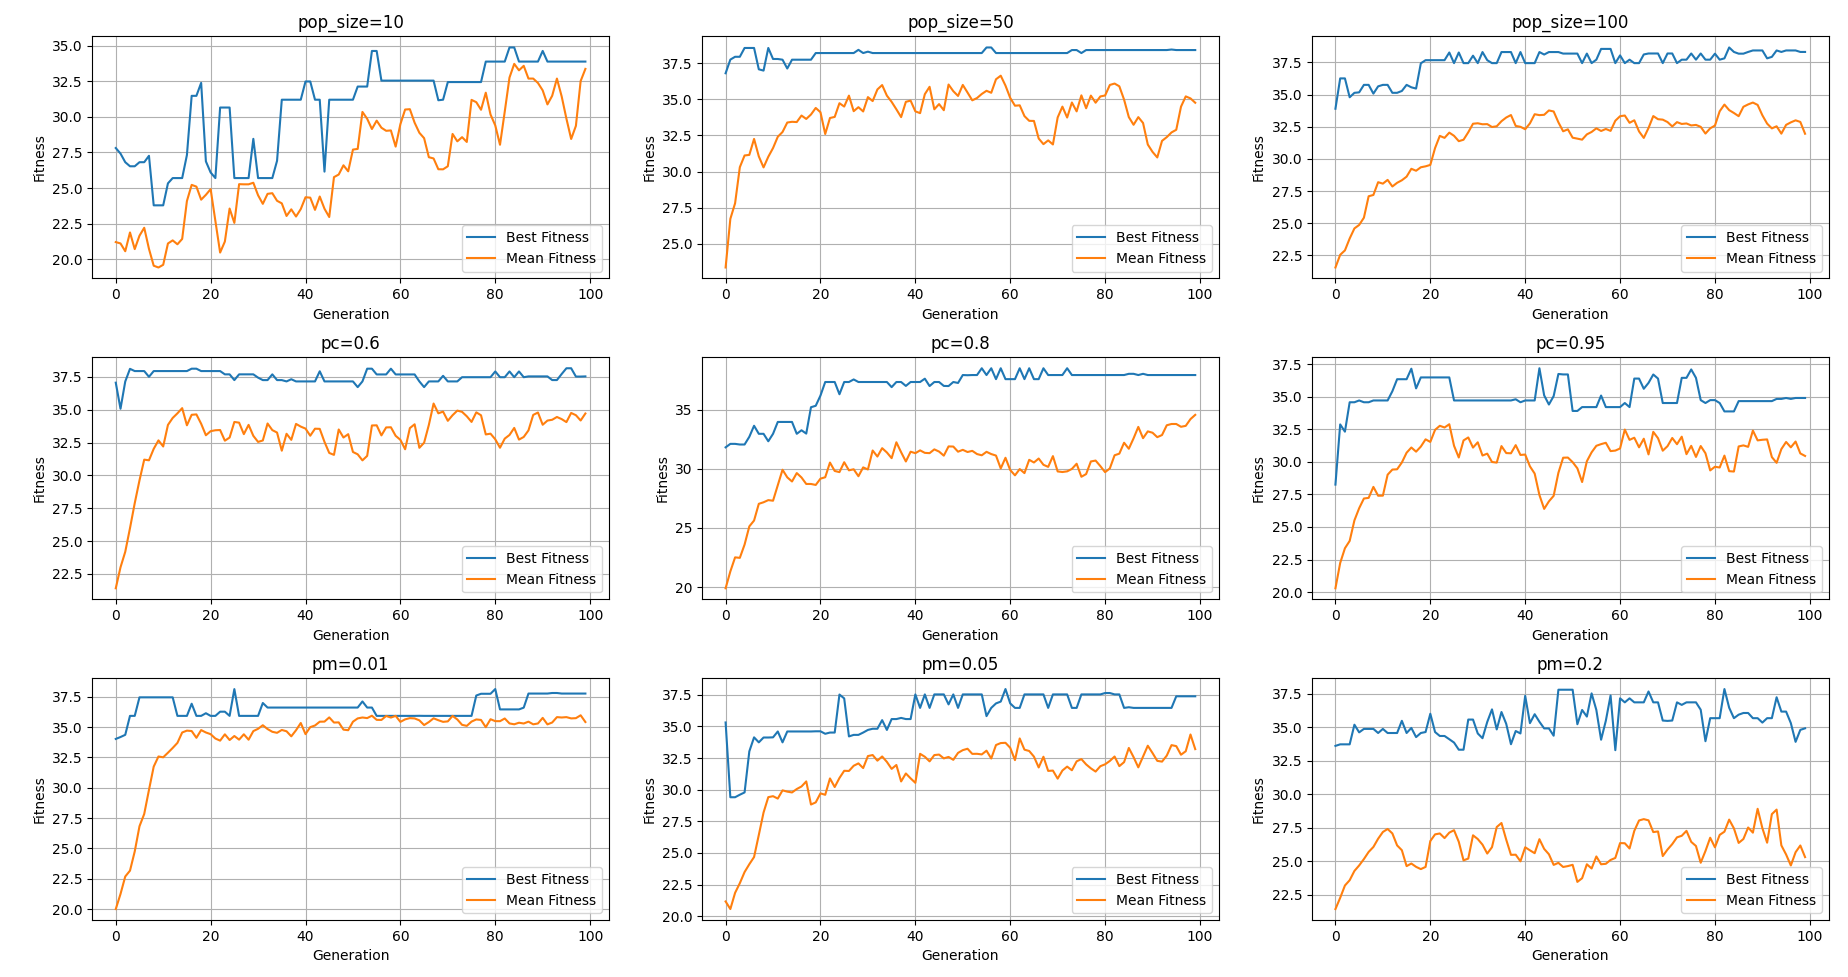 pop_size=10
35.0
32.5
30.0
27.5
25.0
22.5
20.0
Fitness
0 20 40 60 80 100
Generation
Best Fitness
Mean Fitness
pop_size=50
37.5
35.0
32.5
30.0
27.5
25.0
Fitness
0 20 40 60 80 100
Generation
Best Fitness
Mean Fitness
pop_size=100
37.5
35.0
32.5
30.0
27.5
25.0
22.5
Fitness
0 20 40 60 80 100
Generation
Best Fitness
Mean Fitness
pc=0.6
37.5
35.0
32.5
30.0
27.5
25.0
22.5
Fitness
0 20 40 60 80 100
Generation
Best Fitness
Mean Fitness
pc=0.8
35
30
25
20
Fitness
0 20 40 60 80 100
Generation
Best Fitness
Mean Fitness
pc=0.95
37.5
35.0
32.5
30.0
27.5
25.0
22.5
20.0
Fitness
0 20 40 60 80 100
Generation
Best Fitness
Mean Fitness
pm=0.01
37.5
35.0
32.5
30.0
27.5
25.0
22.5
20.0
Fitness
0 20 40 60 80 100
Generation
Best Fitness
Mean Fitness
pm=0.05
37.5
35.0
32.5
30.0
27.5
25.0
22.5
20.0
Fitness
0 20 40 60 80 100
Generation
Best Fitness
Mean Fitness
pm=0.2
37.5
35.0
32.5
30.0
27.5
25.0
22.5
Fitness
0 20 40 60 80 100
Generation
Best Fitness
Mean Fitness